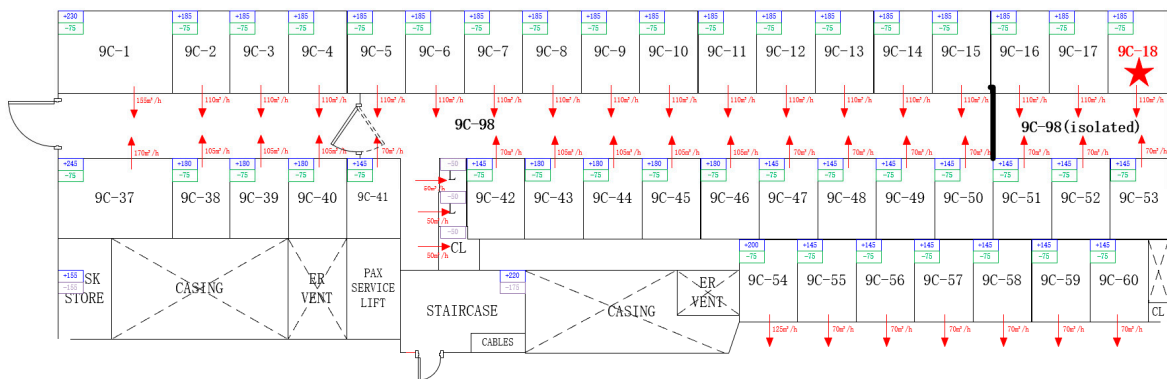 +230 +185 +185 +185 +185 +185 +185 +185 +185 +185 +185 +185 +185 +185 +185 +185 +185 +185
-75 -75 -75 -75 -75 -75 -75 -75 -75 -75 -75 -75 -75 -75 -75 -75 -75 -75
9C-1 9C-2 9C-3 9C-4 9C-5 9C-6 9C-7 9C-8 9C-9 9C-10 9C-11 9C-12 9C-13 9C-14 9C-15 9C-16 9C-17 9C-18
155m³/h 110m³/h 110m³/h 110m³/h 110m³/h 110m³/h 110m³/h 110m³/h 110m³/h 110m³/h 110m³/h 110m³/h 110m³/h 110m³/h 110m³/h 110m³/h 110m³/h 110m³/h
9C-98 9C-98(isolated)
170m³/h 105m³/h 105m³/h 105m³/h 70m³/h 70m³/h 105m³/h 105m³/h 105m³/h 105m³/h 70m³/h 70m³/h 70m³/h 70m³/h 70m³/h 70m³/h 70m³/h
+245 +180 +180 +180 +145 -50 +145 +180 +180 +180 +180 +145 +145 +145 +145 +145 +145 +145
-75 -75 -75 -75 -75 L -75 -75 -75 -75 -75 -75 -75 -75 -75 -75 -75 -75
50m³/h
9C-37 9C-38 9C-39 9C-40 9C-41 -50 9C-42 9C-43 9C-44 9C-45 9C-46 9C-47 9C-48 9C-49 9C-50 9C-51 9C-52 9C-53
L
50m³/h
-50
CL
50m³/h
+200 +145 +145 +145 +145 +145 +145
-75 -75 -75 -75 -75 -75 -75
9C-54 9C-55 9C-56 9C-57 9C-58 9C-59 9C-60
+155
-155
SK
STORE
CASING
ER
VENT
PAX
SERVICE
LIFT
+220
-175
STAIRCASE
CABLES
CASING
ER
VENT
CL
125m³/h 70m³/h 70m³/h 70m³/h 70m³/h 70m³/h 70m³/h